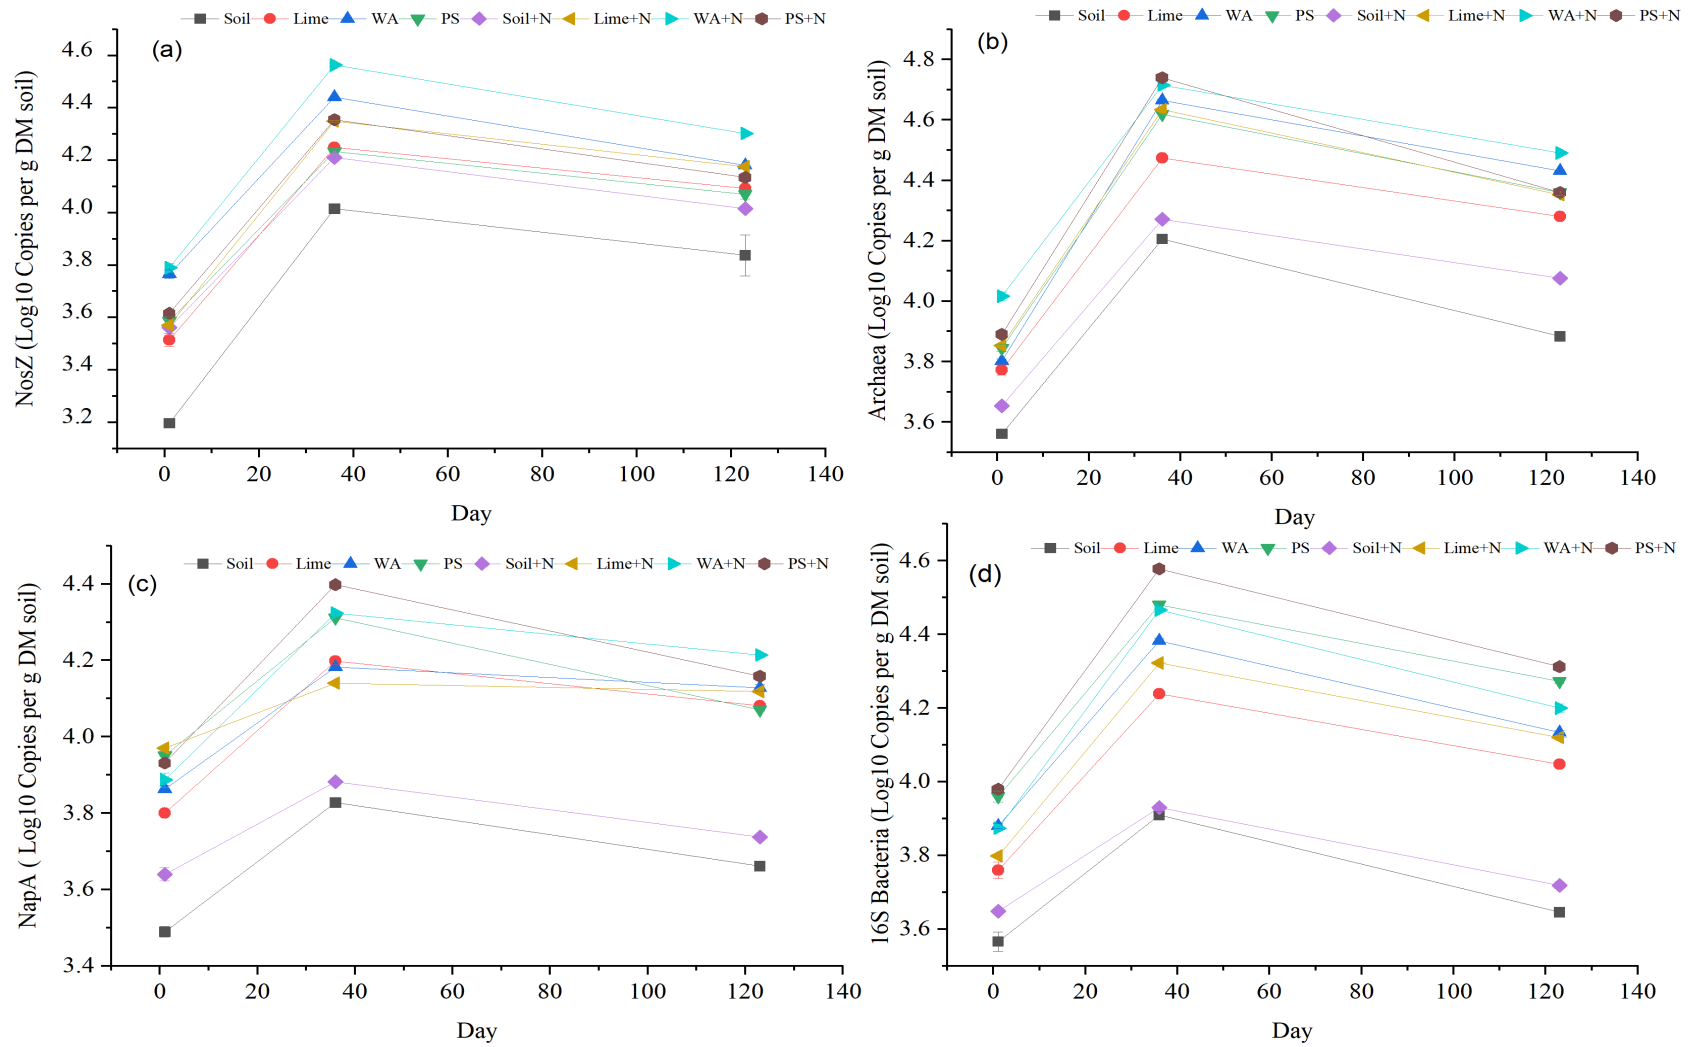 Soil Lime WA PS Soil+N Lime+N WA+N PS+N
(a)
NosZ (Log10 Copies per g DM soil)
4.6
4.4
4.2
4.0
3.8
3.6
3.4
3.2
0 20 40 60 80 100 120 140
Day
Soil Lime WA PS Soil+N Lime+N WA+N PS+N
(b)
Archaea (Log10 Copies per g DM soil)
4.8
4.6
4.4
4.2
4.0
3.8
3.6
0 20 40 60 80 100 120 140
Day
Soil Lime WA PS Soil+N Lime+N WA+N PS+N
(c)
NapA ( Log10 Copies per g DM soil)
4.4
4.2
4.0
3.8
3.6
3.4
0 20 40 60 80 100 120 140
Day
Soil Lime WA PS Soil+N Lime+N WA+N PS+N
(d)
16S Bacteria (Log10 Copies per g DM soil)
4.6
4.4
4.2
4.0
3.8
3.6
0 20 40 60 80 100 120 140
Day